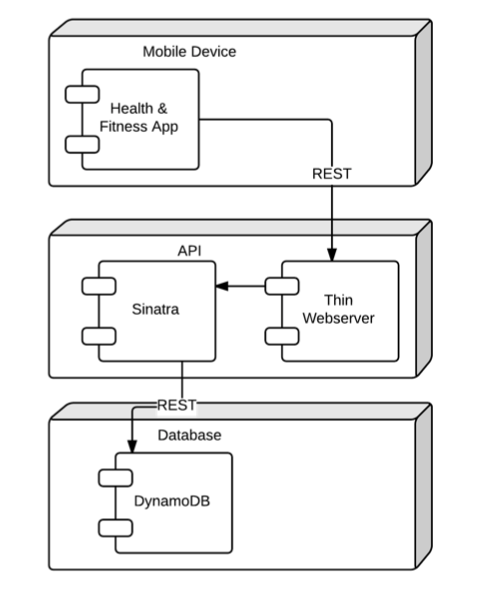 Mobile Device
Health &
Fitness App
REST
API
Sinatra
Thin
Webserver
REST
Database
DynamoDB